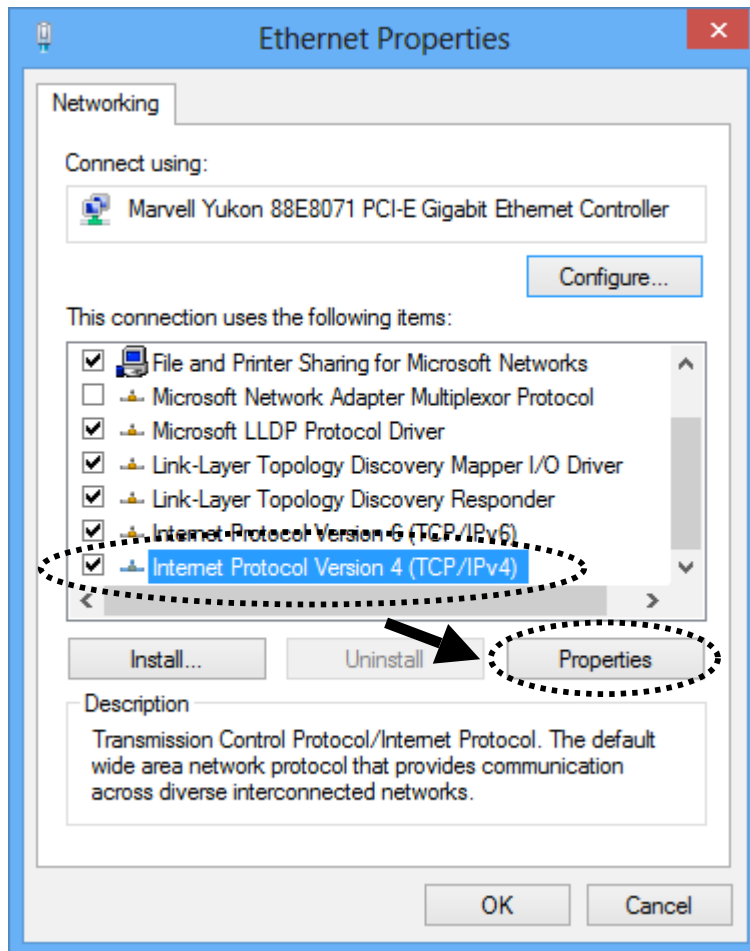 Ethernet Properties
Networking
Connect using:
Marvell Yukon 88E8071 PCI-E Gigabit Ethernet Controller
Configure...
This connection uses the following items:
File and Printer Sharing for Microsoft Networks
Microsoft Network Adapter Multiplexor Protocol
Microsoft LLDP Protocol Driver
Link-Layer Topology Discovery Mapper I/O Driver
Link-Layer Topology Discovery Responder
Internet Protocol Version 6 (TCP/IPv6)
Internet Protocol Version 4 (TCP/IPv4)
Install...
Uninstall
Properties
Description
Transmission Control Protocol/Internet Protocol. The default
wide area network protocol that provides communication
across diverse interconnected networks.
OK
Cancel